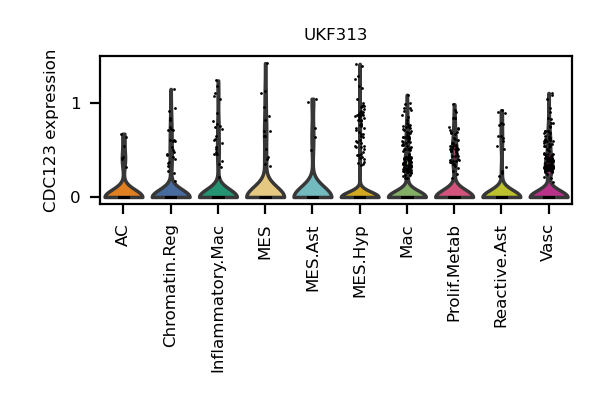 UKF313
CDC123 expression
1
0
AC
Chromatin.Reg
Inflammatory.Mac
MES
MES.Ast
MES.Hyp
Mac
Prolif.Metab
Reactive.Ast
Vasc